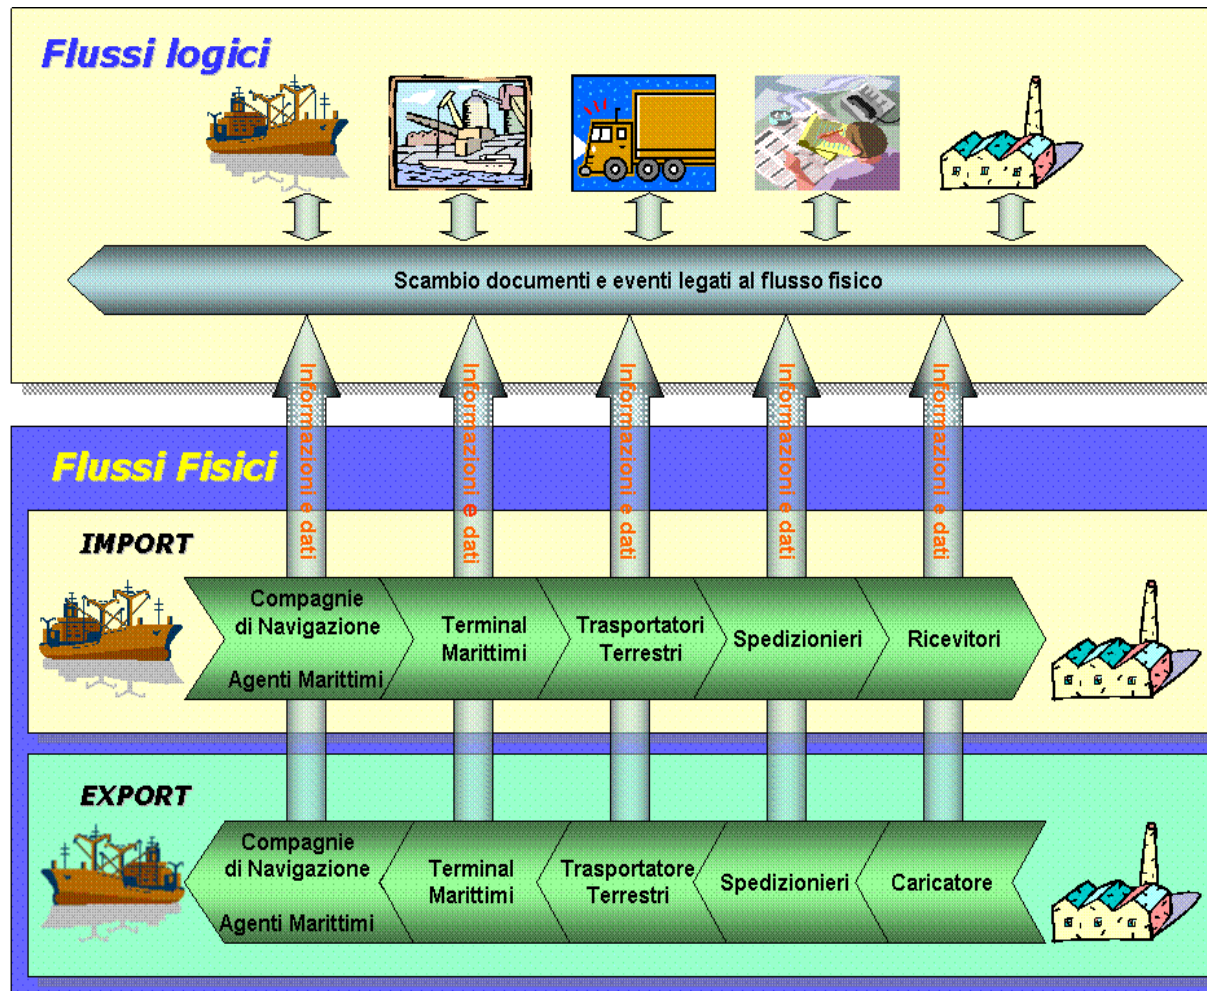 Flussi logici
Scambio documenti e eventi legati al flusso fisico
Informazioni e dati
Informazioni e dati
Informazioni e dati
Informazioni e dati
Informazioni e dati
Flussi Fisici
IMPORT
Compagnie
di Navigazione
Agenti Marittimi
Terminal
Marittimi
Trasportatori
Terrestri
Spedizionieri
Ricevitori
EXPORT
Compagnie
di Navigazione
Agenti Marittimi
Terminal
Marittimi
Trasportatore
Terrestri
Spedizionieri
Caricatore